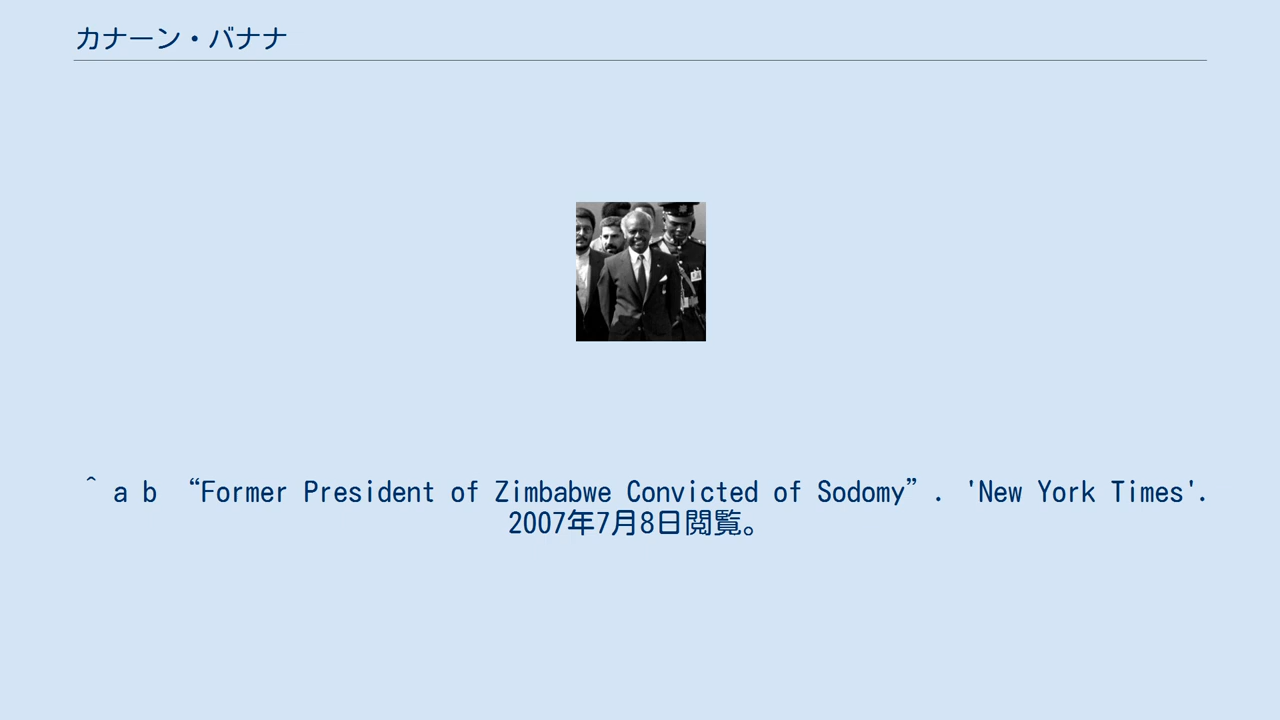 カナーン・バナナ
^ a b “Former President of Zimbabwe Convicted of Sodomy”. 'New York Times'.
2007年7月8日閲覧。